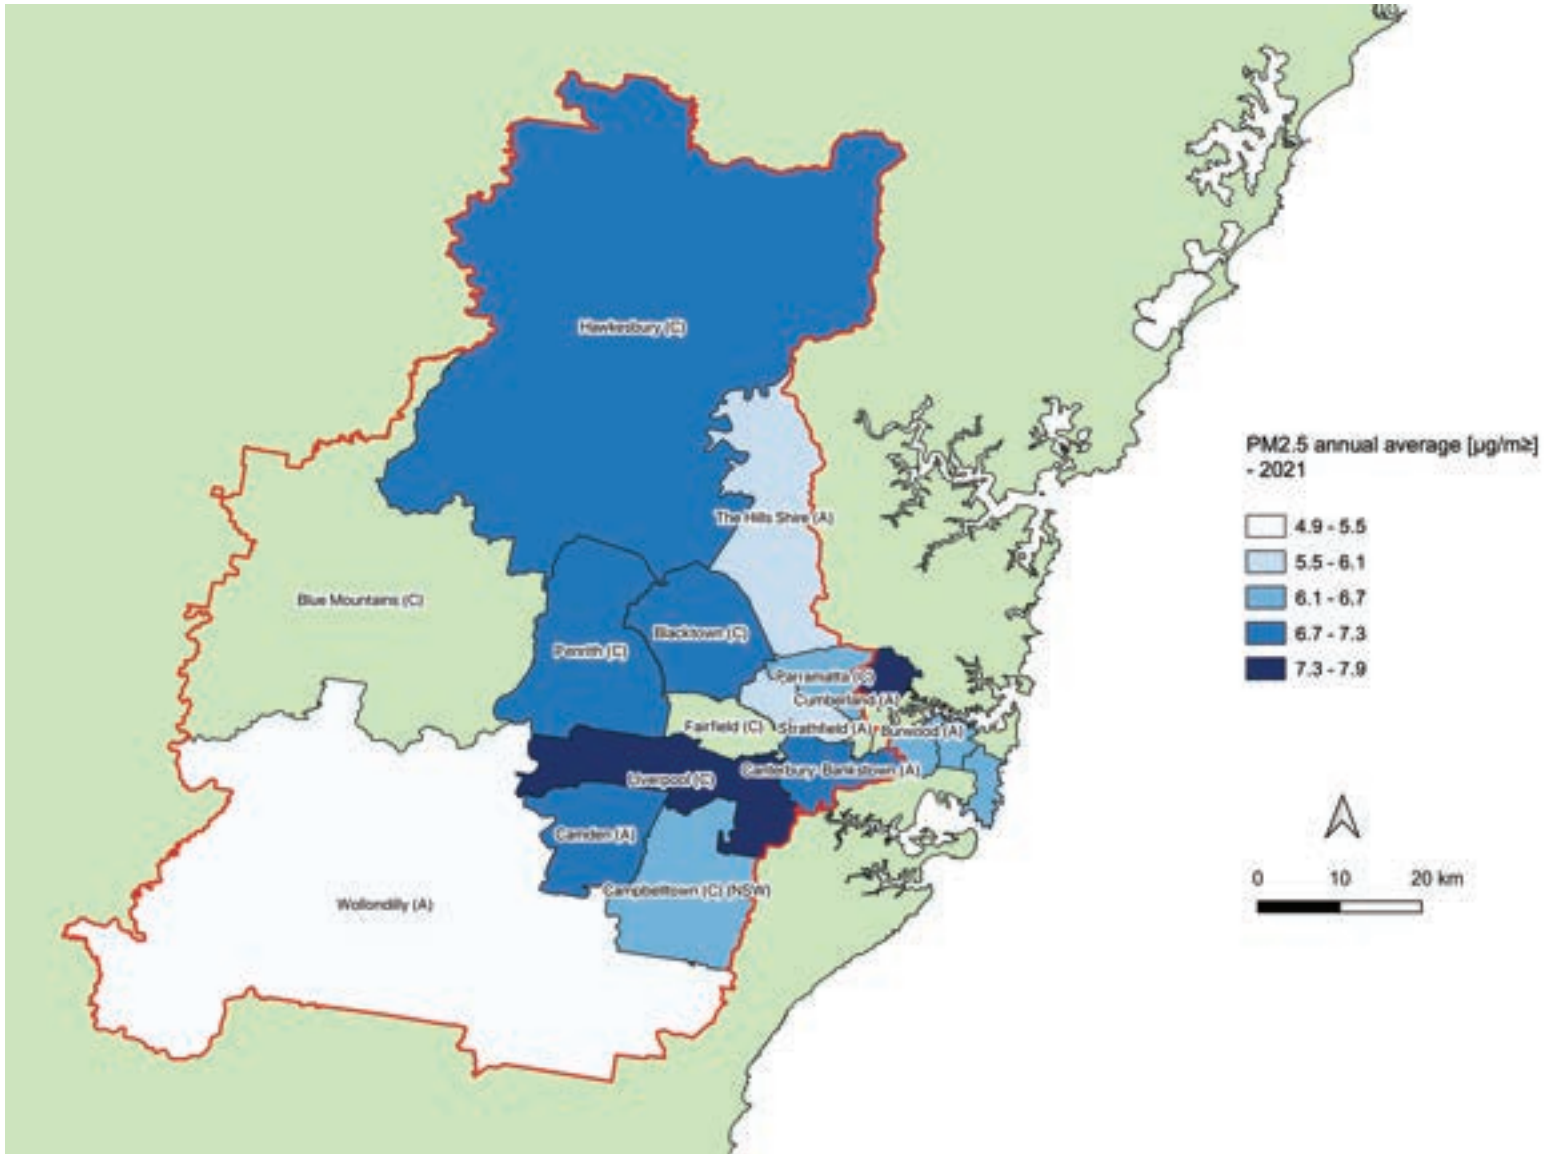 Hawkesbury (C)
The Hills Shire (A)
Blue Mountains (C)
Blacktown (C)
Penrith (C)
Parramatta (C)
Cumberland (A)
Fairfield (C)
Strathfield (A)
Burwood (A)
Canterbury-Bankstown (A)
Liverpool (C)
Camden (A)
Campbelltown (C) (NSW)
Wollondilly (A)
PM2.5 annual average [µg/m≥]
- 2021
4.9 - 5.5
5.5 - 6.1
6.1 - 6.7
6.7 - 7.3
7.3 - 7.9
0 10 20 km